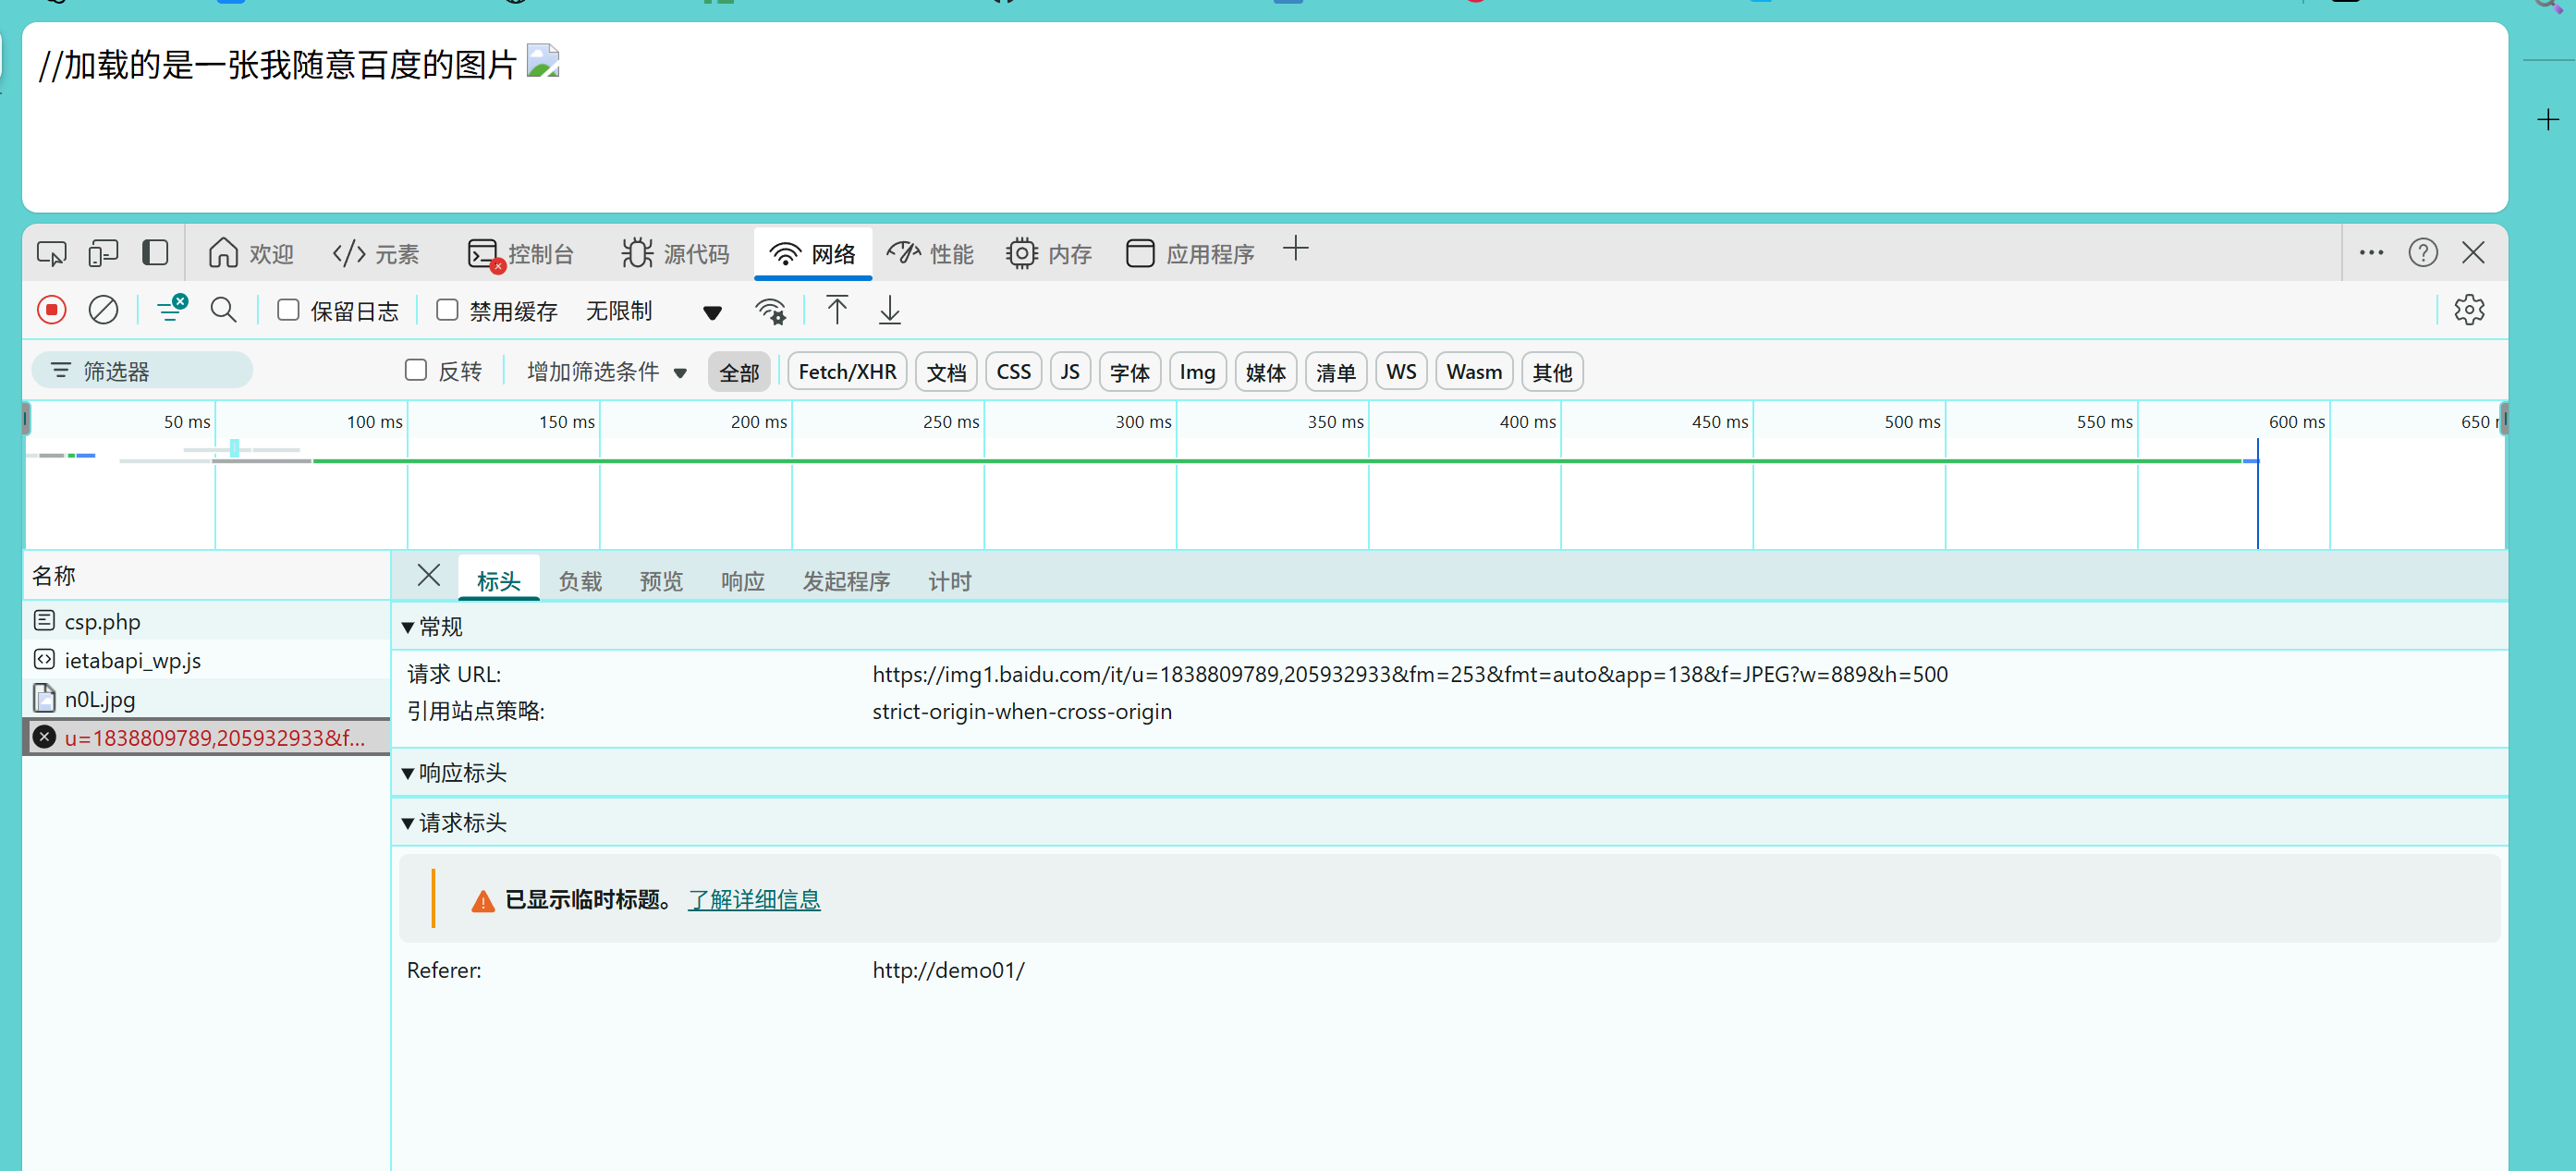 //加载的是一张我随意百度的图片
欢迎 元素 控制台 源代码 网络 性能 内存 应用程序
保留日志 禁用缓存 无限制
筛选器 反转 增加筛选条件 全部 Fetch/XHR 文档 CSS JS 字体 Img 媒体 清单 WS Wasm 其他
50 ms 100 ms 150 ms 200 ms 250 ms 300 ms 350 ms 400 ms 450 ms 500 ms 550 ms 600 ms 650
名称
csp.php
ietabapi_wp.js
n0L.jpg
u=1838809789,205932933&f...
标头 负载 预览 响应 发起程序 计时
常规
请求 URL: https://img1.baidu.com/it/u=1838809789,205932933&fm=253&fmt=auto&app=138&f=JPEG?w=889&h=500
引用站点策略: strict-origin-when-cross-origin
响应标头
请求标头
已显示临时标题。 了解详细信息
Referer: http://demo01/